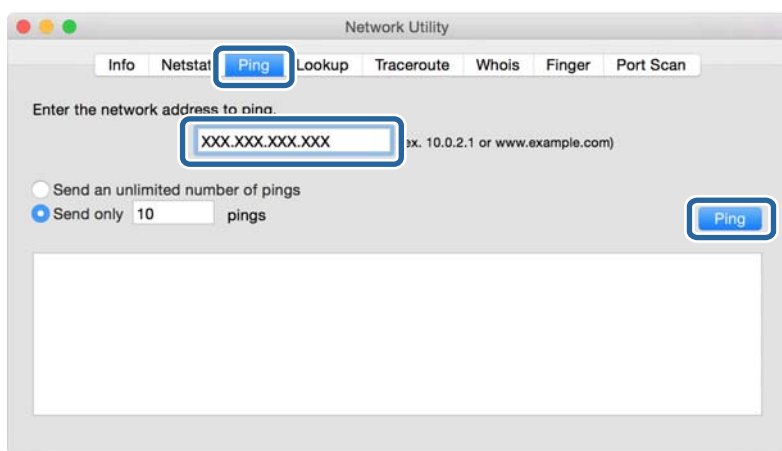 Network Utility
Info Netstat Ping Lookup Traceroute Whois Finger Port Scan
Enter the network address to ping.
XXX.XXX.XXX.XXX ex. 10.0.2.1 or www.example.com)
Send an unlimited number of pings
Send only 10 pings
Ping